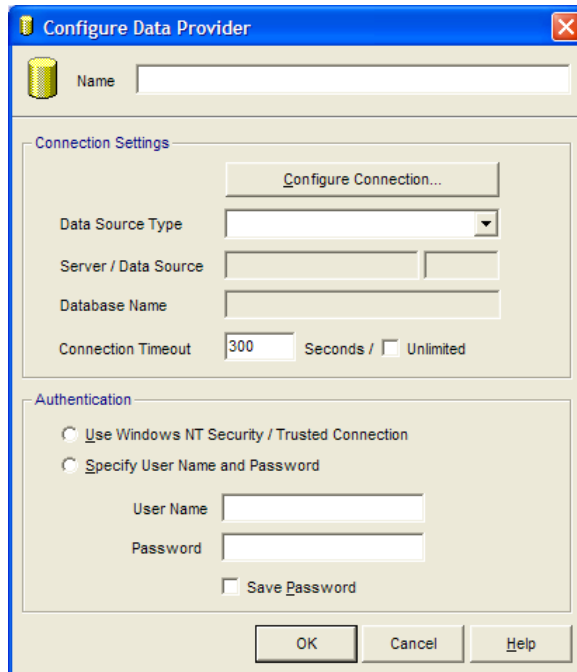 Configure Data Provider
Name
Connection Settings
Configure Connection...
Data Source Type
Server / Data Source
Database Name
Connection Timeout 300 Seconds / Unlimited
Authentication
Use Windows NT Security / Trusted Connection
Specify User Name and Password
User Name
Password
Save Password
OK Cancel Help